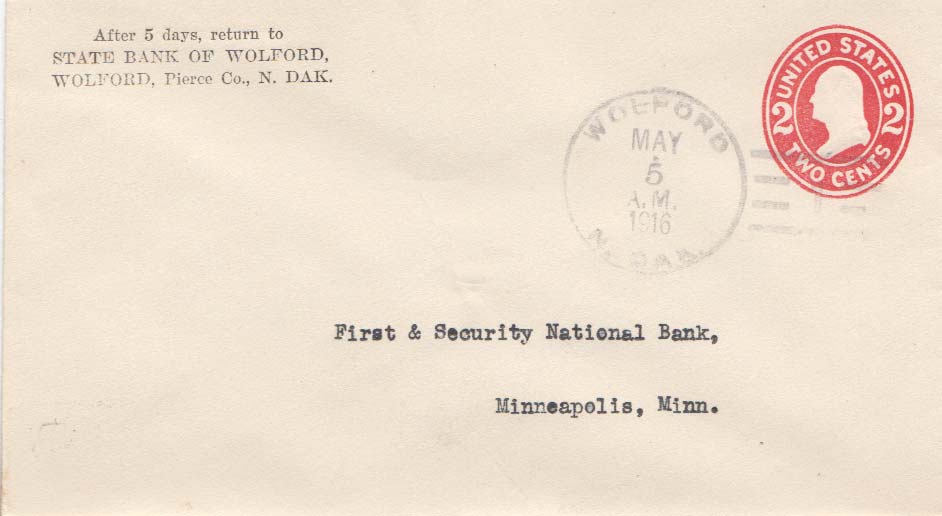 After 5 days, return to
STATE BANK OF WOLFORD,
WOLFORD, Pierce Co., N. DAK.
UNITED STATES
2 2
TWO CENTS
WOLFORD
MAY
5
A.M.
1916
N. DAK.
First & Security National Bank,
Minneapolis, Minn.